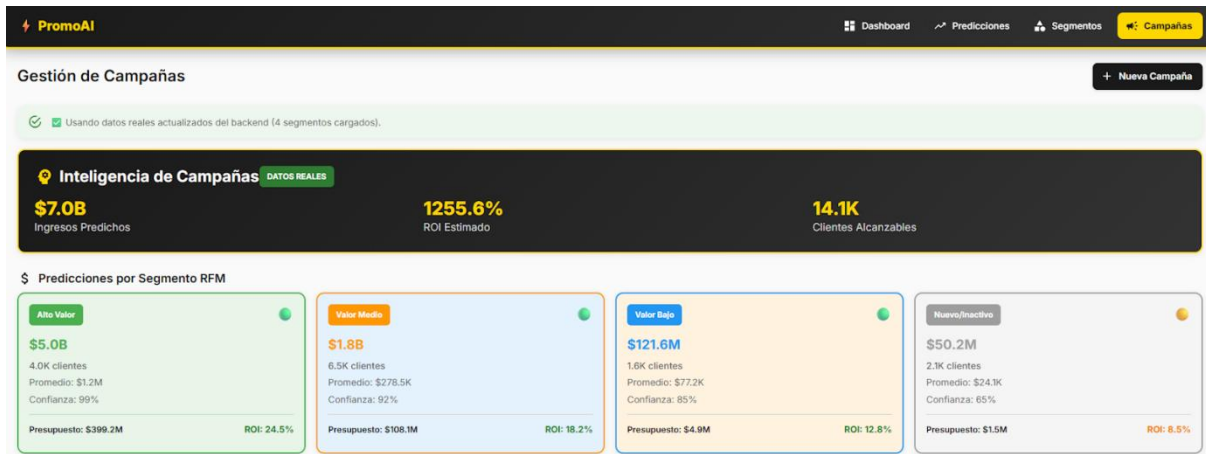 PromoAI
Dashboard
Predicciones
Segmentos
Campañas
Gestión de Campañas
+ Nueva Campaña
Usando datos reales actualizados del backend (4 segmentos cargados).
Inteligencia de Campañas DATOS REALES
$7.0B
Ingresos Predichos
1255.6%
ROI Estimado
14.1K
Clientes Alcanzables
$ Predicciones por Segmento RFM
Alto Valor
$5.0B
4.0K clientes
Promedio: $1.2M
Confianza: 99%
Presupuesto: $399.2M ROI: 24.5%
Valor Medio
$1.8B
6.5K clientes
Promedio: $278.5K
Confianza: 92%
Presupuesto: $108.1M ROI: 18.2%
Valor Bajo
$121.6M
1.6K clientes
Promedio: $77.2K
Confianza: 85%
Presupuesto: $4.9M ROI: 12.8%
Nuevo/Inactivo
$50.2M
2.1K clientes
Promedio: $24.1K
Confianza: 65%
Presupuesto: $1.5M ROI: 8.5%